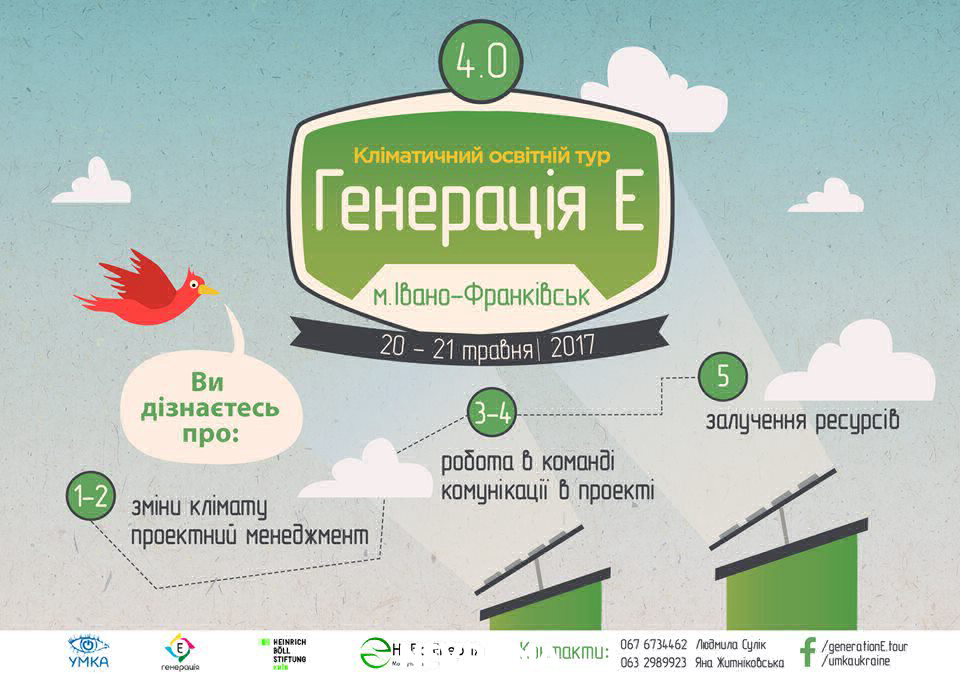 4.0
Кліматичний освітній тур
Генерація Е
м. Івано-Франківськ
20 - 21 травня| 2017
Ви
дізнаєтесь
про:
1-2
зміни клімату
проектний менеджмент
3-4
робота в команді
комунікації в проекті
5
залучення ресурсів
УМКА
E
генерація
HEINRICH
BÖLL
STIFTUNG
КИЇВ
Контакти:
067 6734462 Людмила Сулік
063 2989923 Яна Житніковська
f
/generationE.tour
/umkaukraine